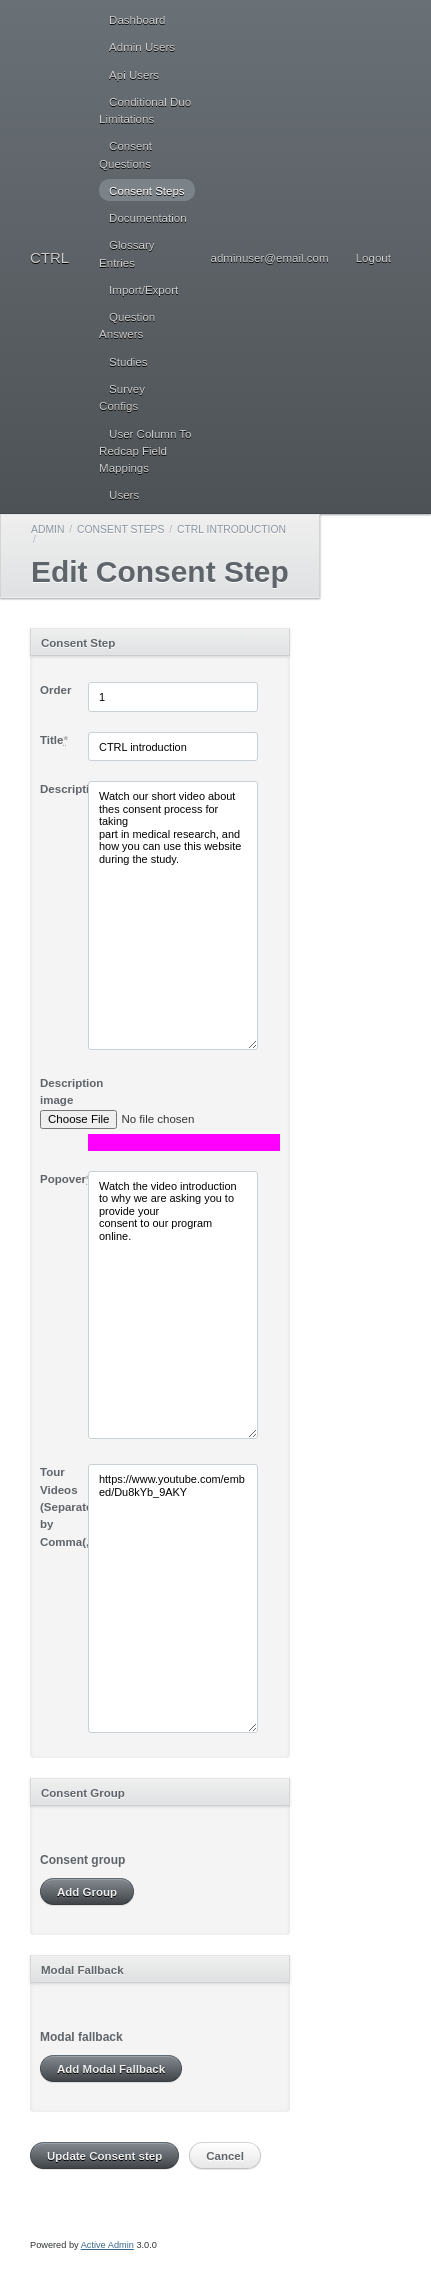 Dashboard
Admin Users
Api Users
Conditional Duo
Limitations
Consent
Questions
Consent Steps
Documentation
Glossary
Entries
CTRL
adminuser@email.com
Logout
Import/Export
Question
Answers
Studies
Survey
Configs
User Column To
Redcap Field
Mappings
Users
ADMIN / CONSENT STEPS / CTRL INTRODUCTION
/
Edit Consent Step
Consent Step
Order
1
Title*
CTRL introduction
Descripti
Watch our short video about
thes consent process for
taking
part in medical research, and
how you can use this website
during the study.
Description
image
Choose File No file chosen
Popover
Watch the video introduction
to why we are asking you to
provide your
consent to our program
online.
Tour
Videos
(Separate
by
Comma(,
https://www.youtube.com/emb
ed/Du8kYb_9AKY
Consent Group
Consent group
Add Group
Modal Fallback
Modal fallback
Add Modal Fallback
Update Consent step
Cancel
Powered by Active Admin 3.0.0